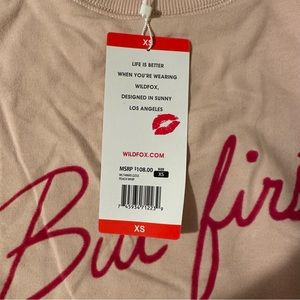 XS
LIFE IS BETTER
WHEN YOU'RE WEARING
WILDFOX,
DESIGNED IN SUNNY
LOS ANGELES
WILDFOX.COM
MSRP $108.00 XS
XS
But firs